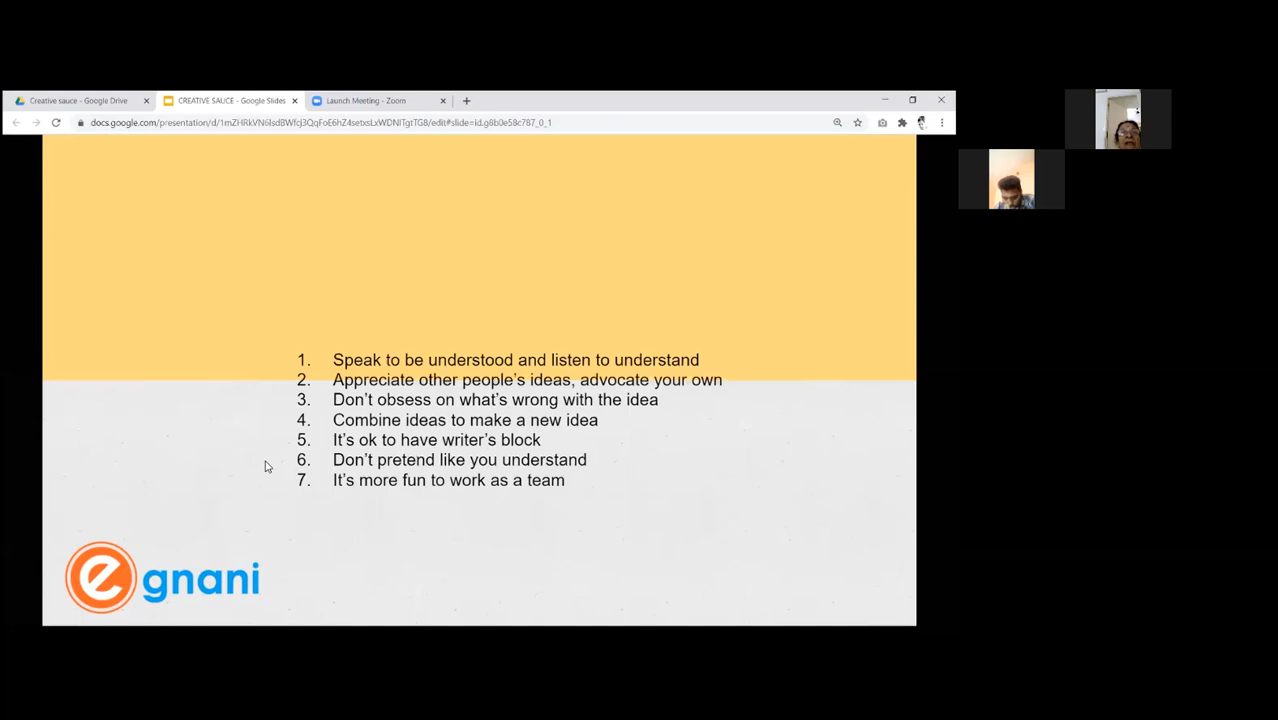 Creative sauce - Google Drive
CREATIVE SAUCE - Google Slides
Launch Meeting - Zoom
1. Speak to be understood and listen to understand
2. Appreciate other people's ideas, advocate your own
3. Don't obsess on what's wrong with the idea
4. Combine ideas to make a new idea
5. It's ok to have writer's block
6. Don't pretend like you understand
7. It's more fun to work as a team
e gnani